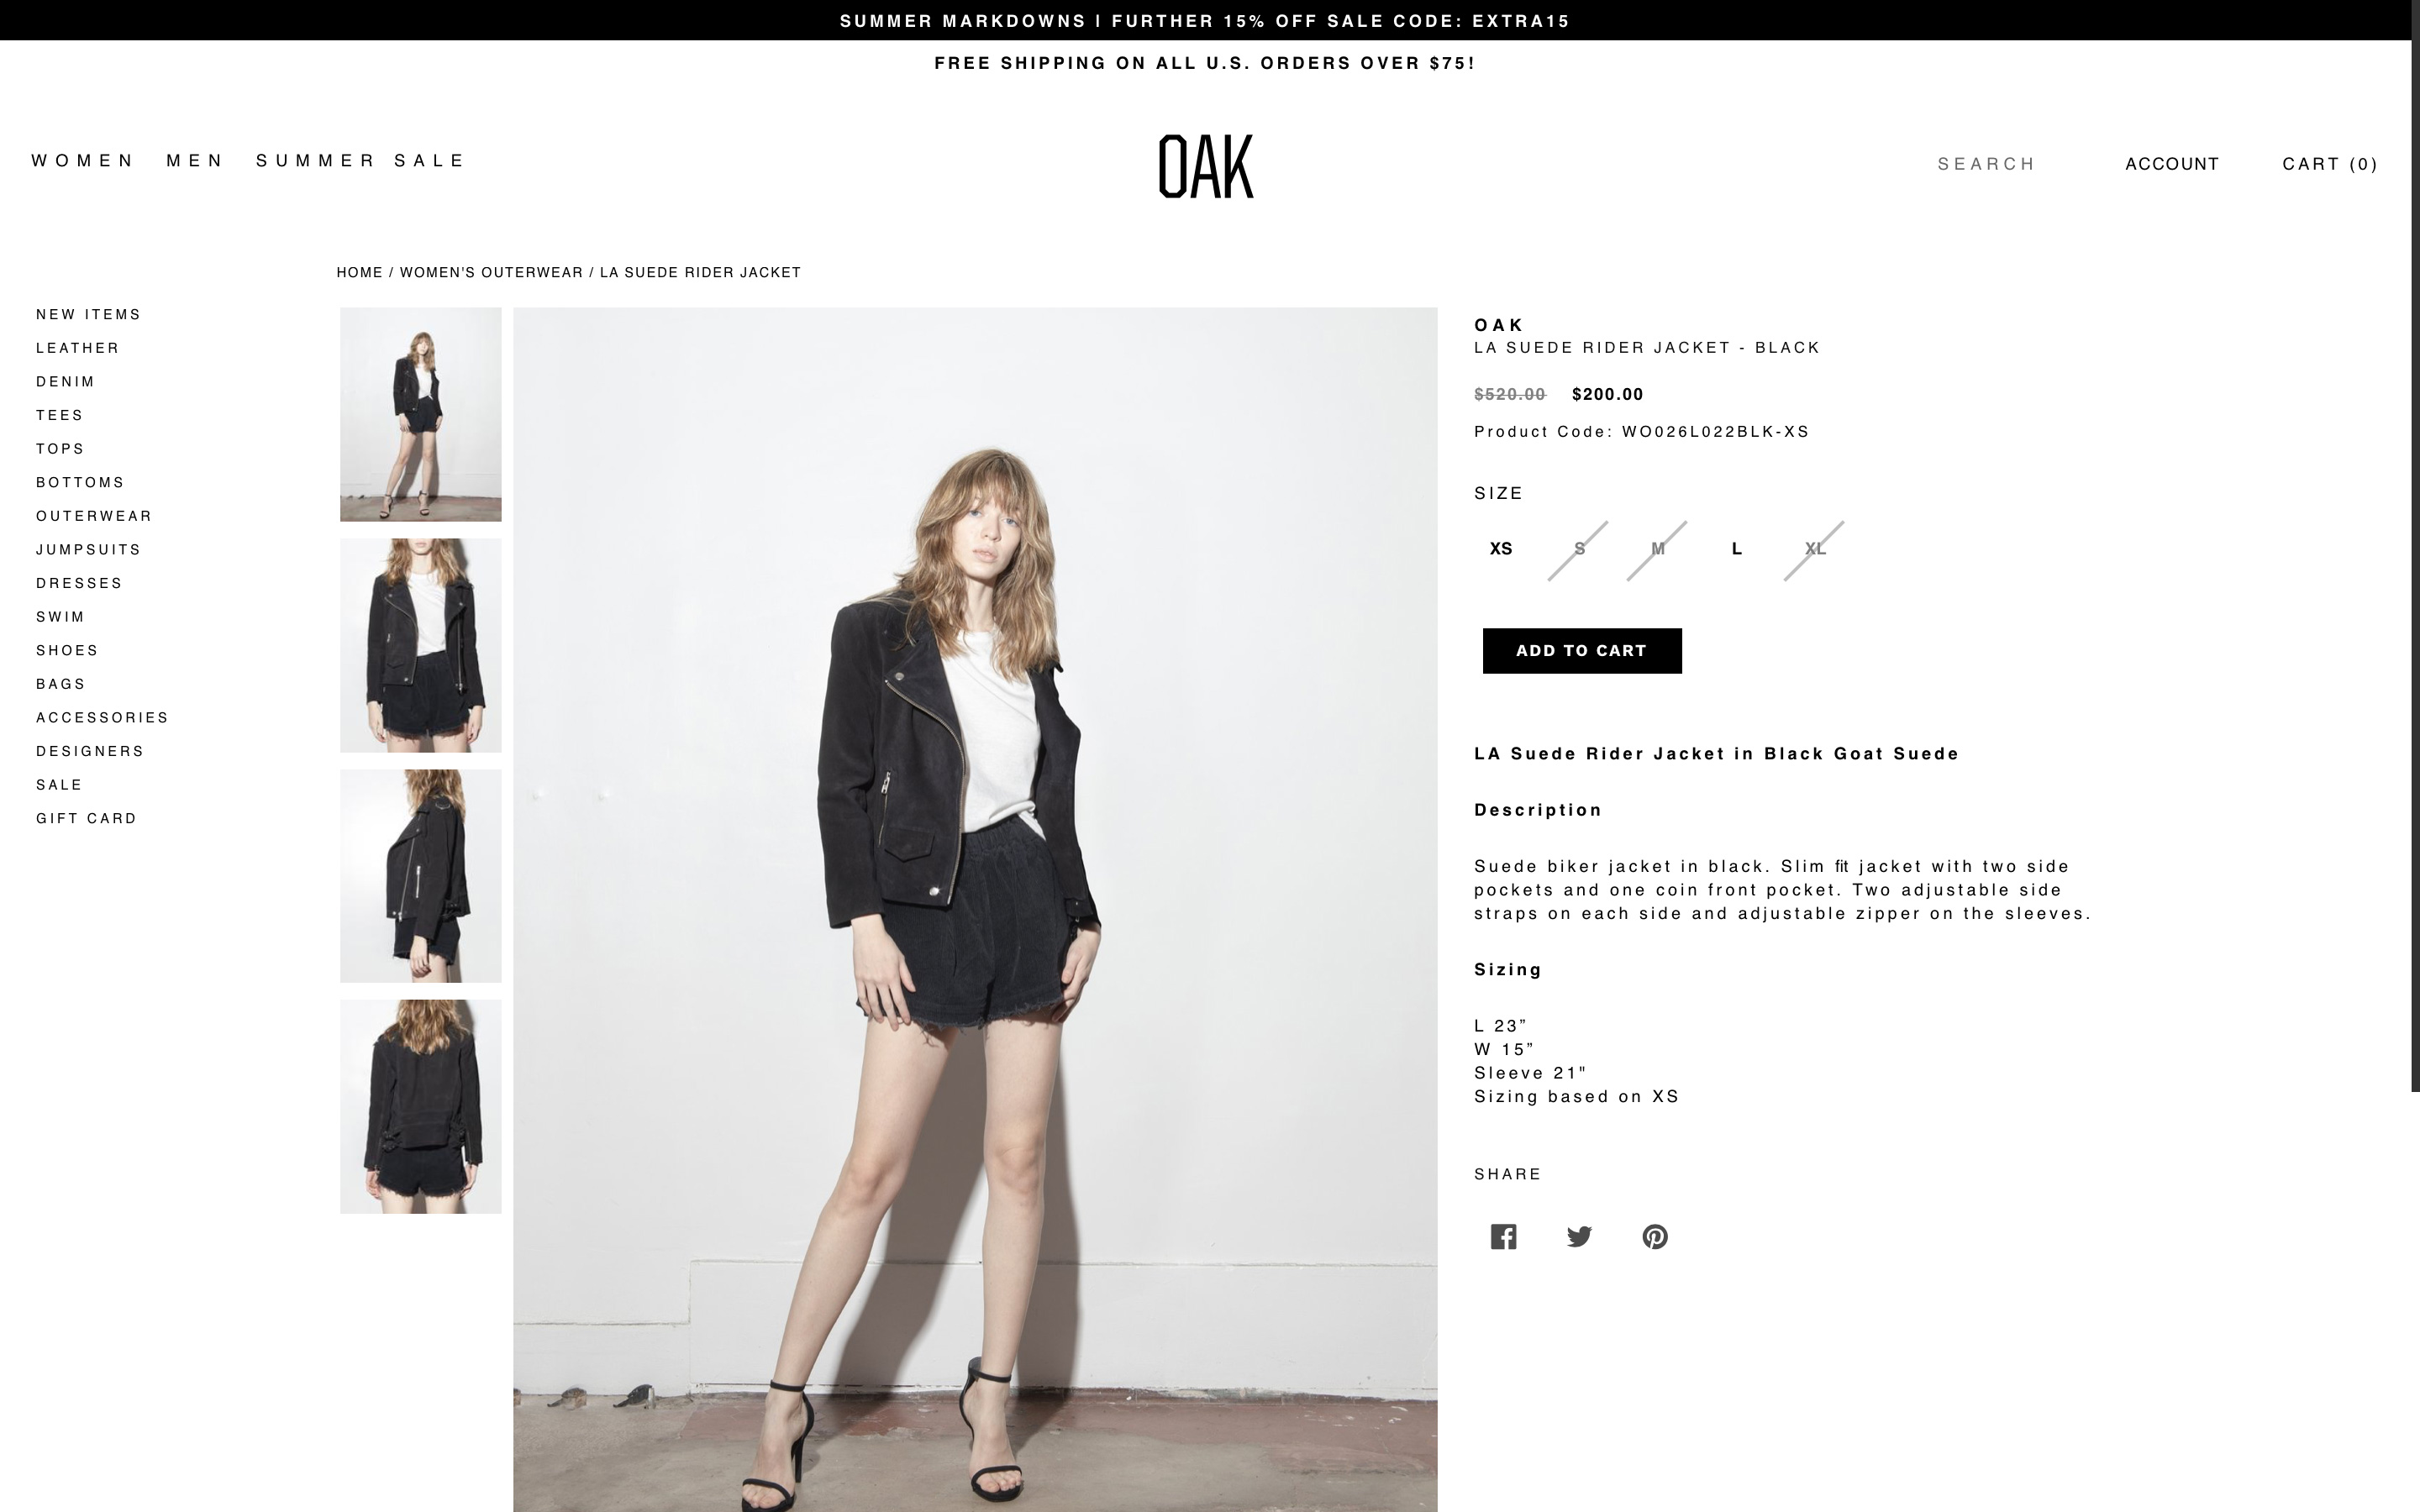 SUMMER MARKDOWNS | FURTHER 15% OFF SALE CODE: EXTRA15
FREE SHIPPING ON ALL U.S. ORDERS OVER $75!
WOMEN MEN SUMMER SALE
OAK
SEARCH ACCOUNT CART (0)
HOME / WOMEN'S OUTERWEAR / LA SUEDE RIDER JACKET
NEW ITEMS
LEATHER
DENIM
TEES
TOPS
BOTTOMS
OUTERWEAR
JUMPSUITS
DRESSES
SWIM
SHOES
BAGS
ACCESSORIES
DESIGNERS
SALE
GIFT CARD
OAK
LA SUEDE RIDER JACKET - BLACK
$520.00 $200.00
Product Code: WO026L022BLK-XS
SIZE
XS S M L XL
ADD TO CART
LA Suede Rider Jacket in Black Goat Suede
Description
Suede biker jacket in black. Slim fit jacket with two side
pockets and one coin front pocket. Two adjustable side
straps on each side and adjustable zipper on the sleeves.
Sizing
L 23”
W 15”
Sleeve 21"
Sizing based on XS
SHARE